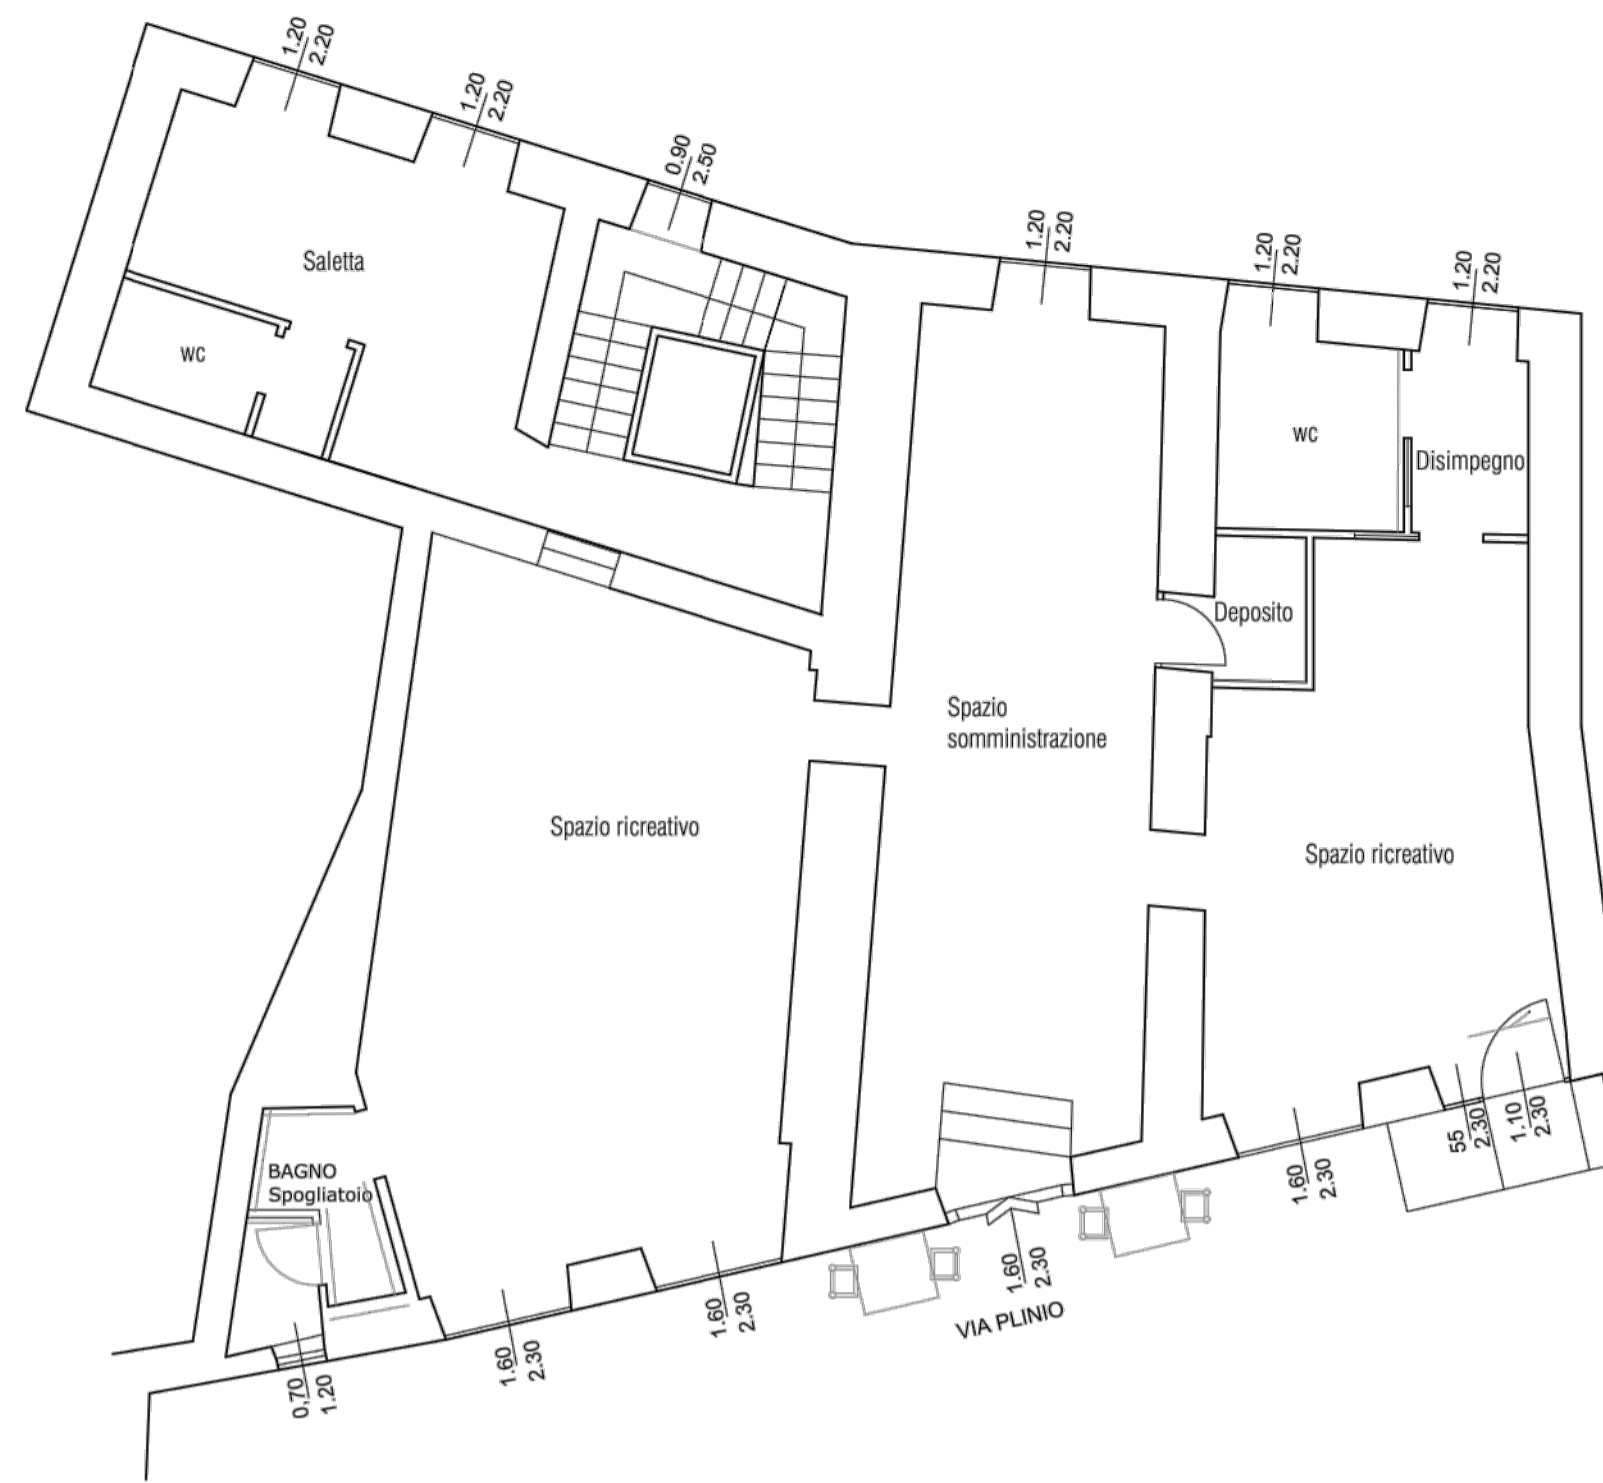 1.20
2.20
1.20
2.20
0.90
2.50
1.20
2.20
1.20
2.20
1.20
2.20
Saletta
wc
wc
Disimpegno
Deposito
Spazio
somministrazione
Spazio ricreativo
Spazio ricreativo
BAGNO
Spogliatoio
55
2.30
1.10
2.30
1.60
2.30
1.60
2.30
1.60
2.30
1.60
2.30
0,70
1.20
VIA PLINIO